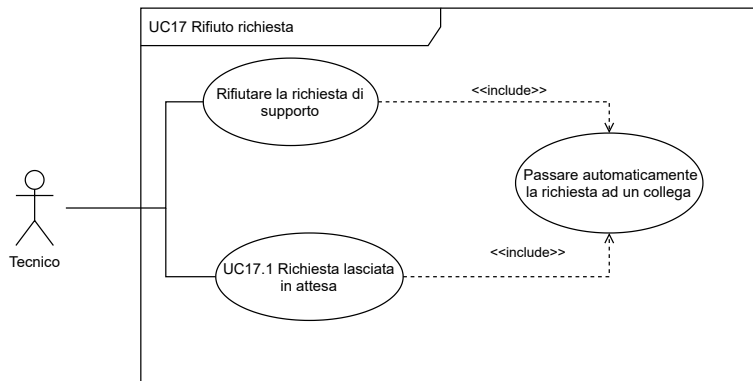 UC17 Rifiuto richiesta
Rifiutare la richiesta di
supporto
<<include>>
Passare automaticamente
la richiesta ad un collega
Tecnico
UC17.1 Richiesta lasciata
in attesa
<<include>>